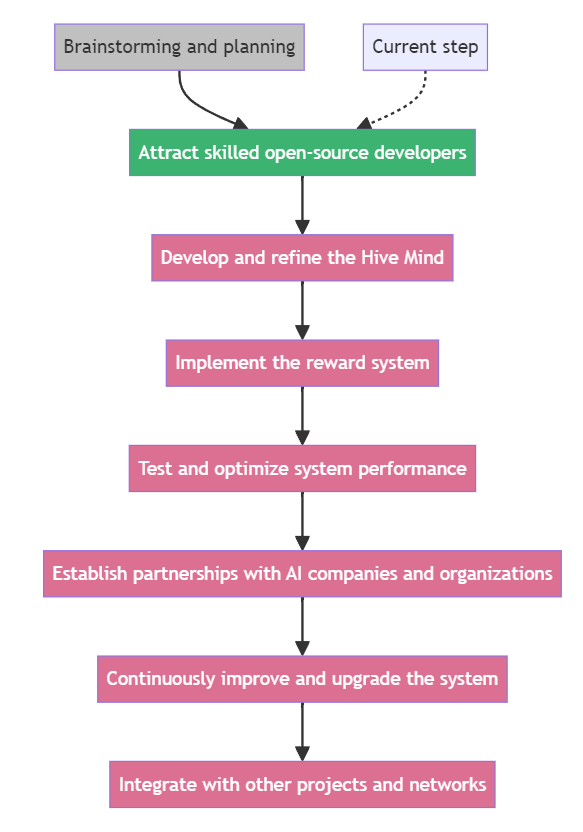 Brainstorming and planning
Current step
Attract skilled open-source developers
Develop and refine the Hive Mind
Implement the reward system
Test and optimize system performance
Establish partnerships with AI companies and organizations
Continuously improve and upgrade the system
Integrate with other projects and networks